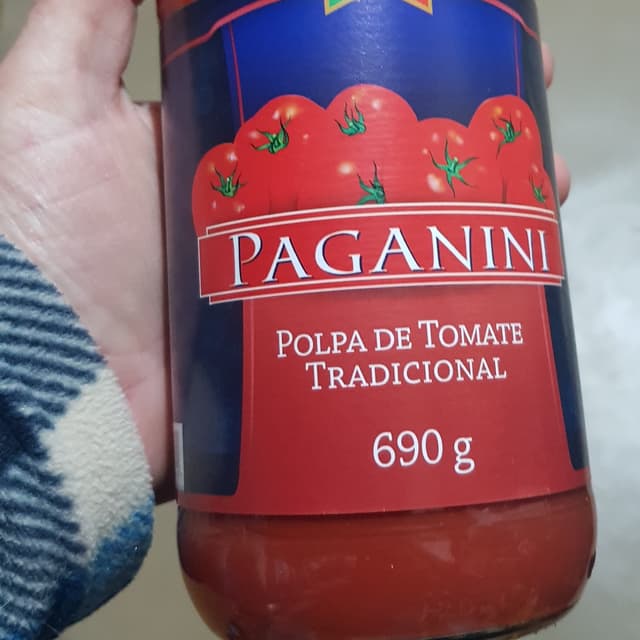 PAGANINI
POLPA DE TOMATE
TRADICIONAL
690 g